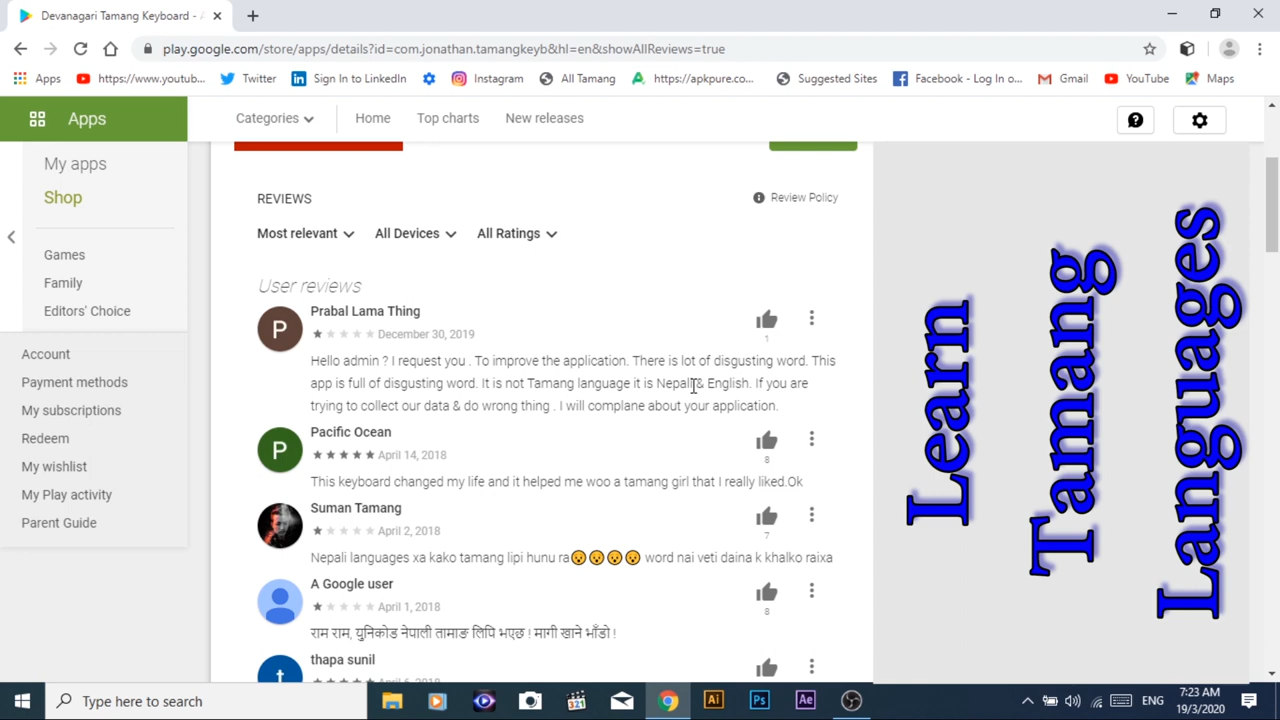 Devanagari Tamang Keyboard - A
play.google.com/store/apps/details?id=com.jonathan.tamangkeyb&hl=en&showAllReviews=true
Apps https://www.youtub... Twitter Sign In to LinkedIn Instagram All Tamang https://apkpure.co... Suggested Sites Facebook - Log In o... Gmail YouTube Maps
Apps Categories Home Top charts New releases
My apps
Shop
Games
Family
Editors' Choice
Account
Payment methods
My subscriptions
Redeem
My wishlist
My Play activity
Parent Guide
REVIEWS Review Policy
Most relevant All Devices All Ratings
User reviews
P Prabal Lama Thing
December 30, 2019
1
Hello admin ? I request you . To improve the application. There is lot of disgusting word. This
app is full of disgusting word. It is not Tamang language it is Nepali & English. If you are
trying to collect our data & do wrong thing . I will complane about your application.
P Pacific Ocean
April 14, 2018
8
This keyboard changed my life and it helped me woo a tamang girl that I really liked.Ok
Suman Tamang
April 2, 2018
7
Nepali languages xa kako tamang lipi hunu ra😮😮😮😮 word nai veti daina k khalko raixa
A Google user
April 1, 2018
8
राम राम, युनिकोड नेपाली तामाङ लिपि भएछ ! मागी खाने भाँडो !
t thapa sunil
Learn
Tamang
Languages
Type here to search
321
Ai Ps Ae
ENG
7:23 AM
19/3/2020